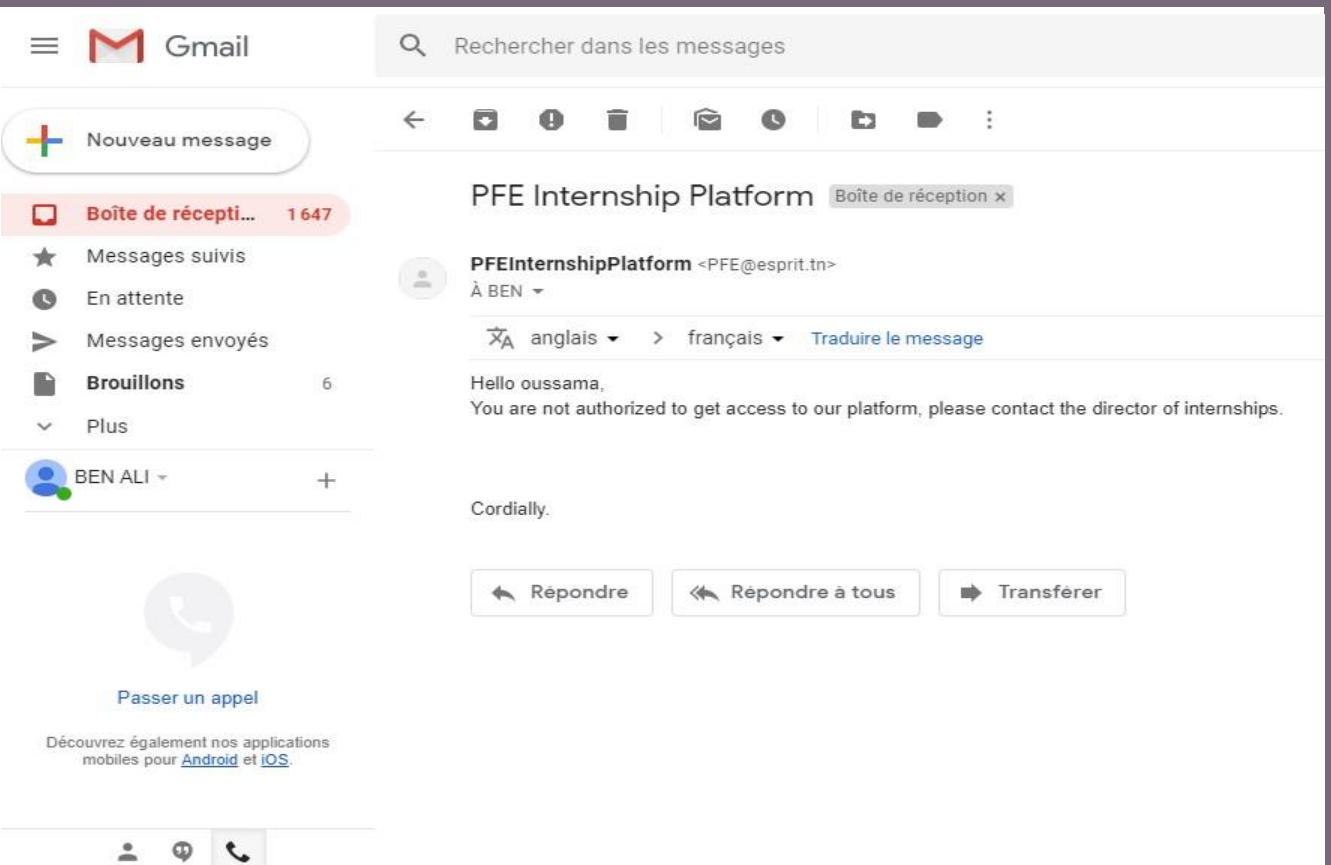 Gmail
Rechercher dans les messages
Nouveau message
PFE Internship Platform Boîte de réception ×
Boîte de récepti... 1 647
Messages suivis
En attente
Messages envoyés
Brouillons 6
Plus
BEN ALI
PFEInternshipPlatform <PFE@esprit.tn>
À BEN
anglais > français Traduire le message
Hello oussama,
You are not authorized to get access to our platform, please contact the director of internships.
Cordially.
Répondre Répondre à tous Transférer
Passer un appel
Découvrez également nos applications
mobiles pour Android et iOS.